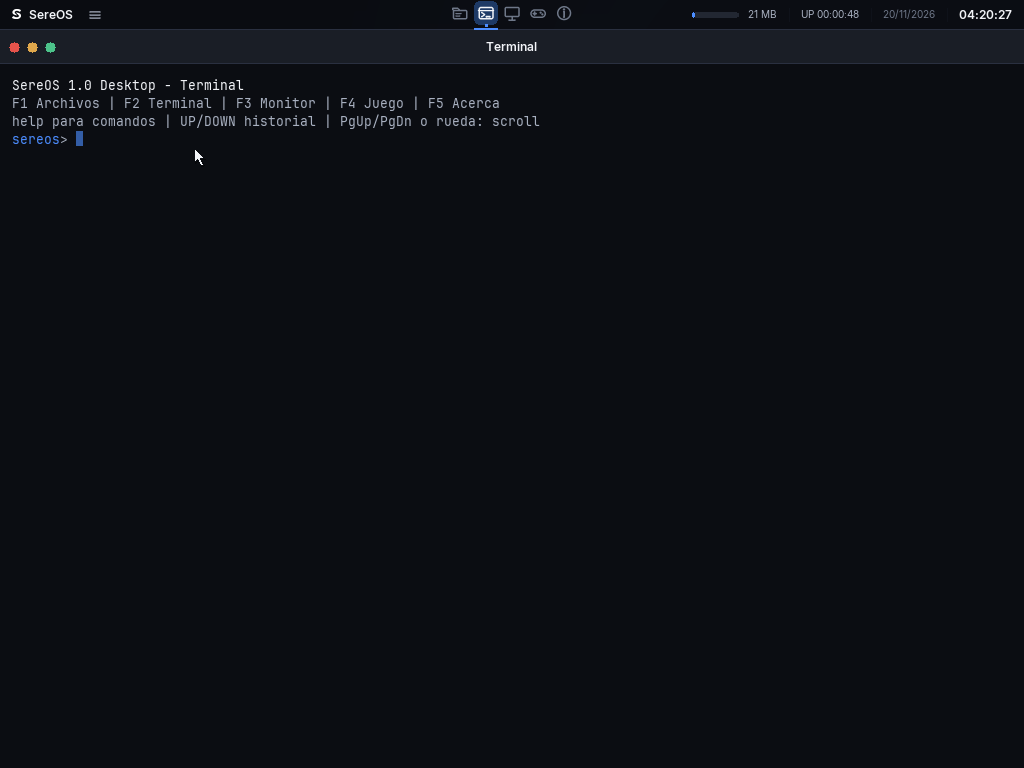 SereOS
21 MB
UP 00:00:48
20/11/2026
04:20:27
Terminal
SereOS 1.0 Desktop - Terminal
F1 Archivos | F2 Terminal | F3 Monitor | F4 Juego | F5 Acerca
help para comandos | UP/DOWN historial | PgUp/PgDn o rueda: scroll
sereos>